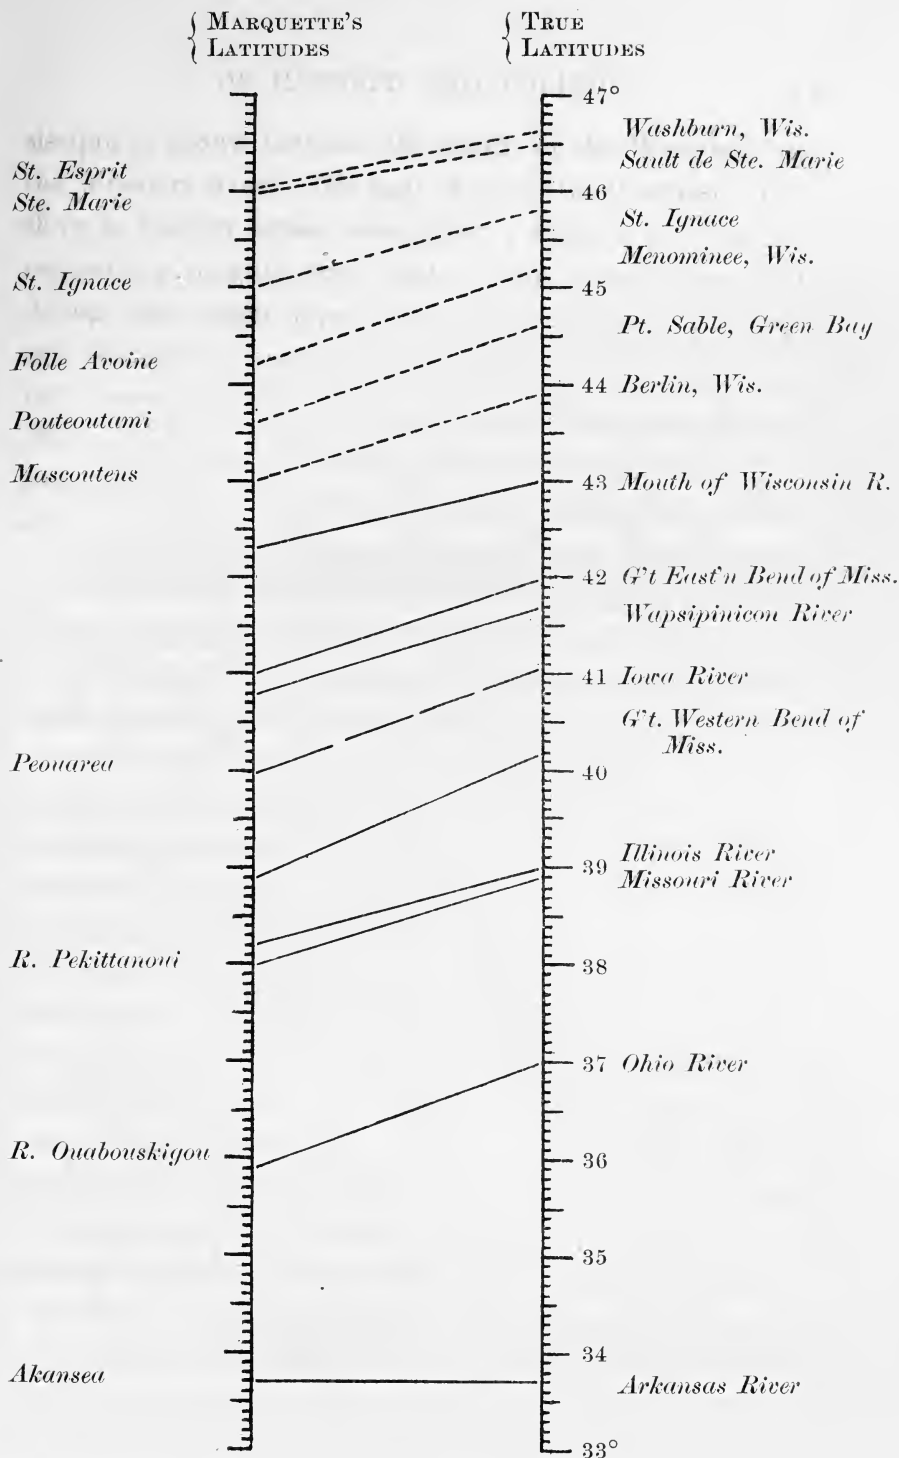 MARQUETTE'S LATITUDES
TRUE LATITUDES
47°
Washburn, Wis.
St. Esprit
Sault de Ste. Marie
Ste. Marie
46
St. Ignace
Menominee, Wis.
St. Ignace
45
Pt. Sable, Green Bay
Folle Avoine
44 Berlin, Wis.
Pouteoutami
Mascoutens
43 Mouth of Wisconsin R.
42 G't East'n Bend of Miss.
Wapsipinicon River
41 Iowa River
G't. Western Bend of
Miss.
Peouarea
40
Illinois River
39
Missouri River
R. Pekittanoui
38
37 Ohio River
R. Ouabouskigou
36
35
34
Akansea
Arkansas River
33°